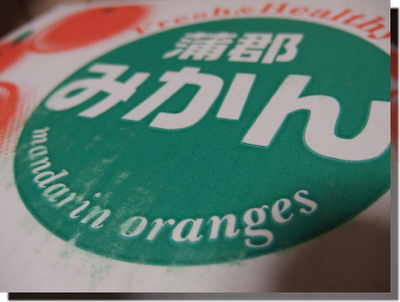 Fresh&Healthy
蒲郡
みかん
mandarin oranges